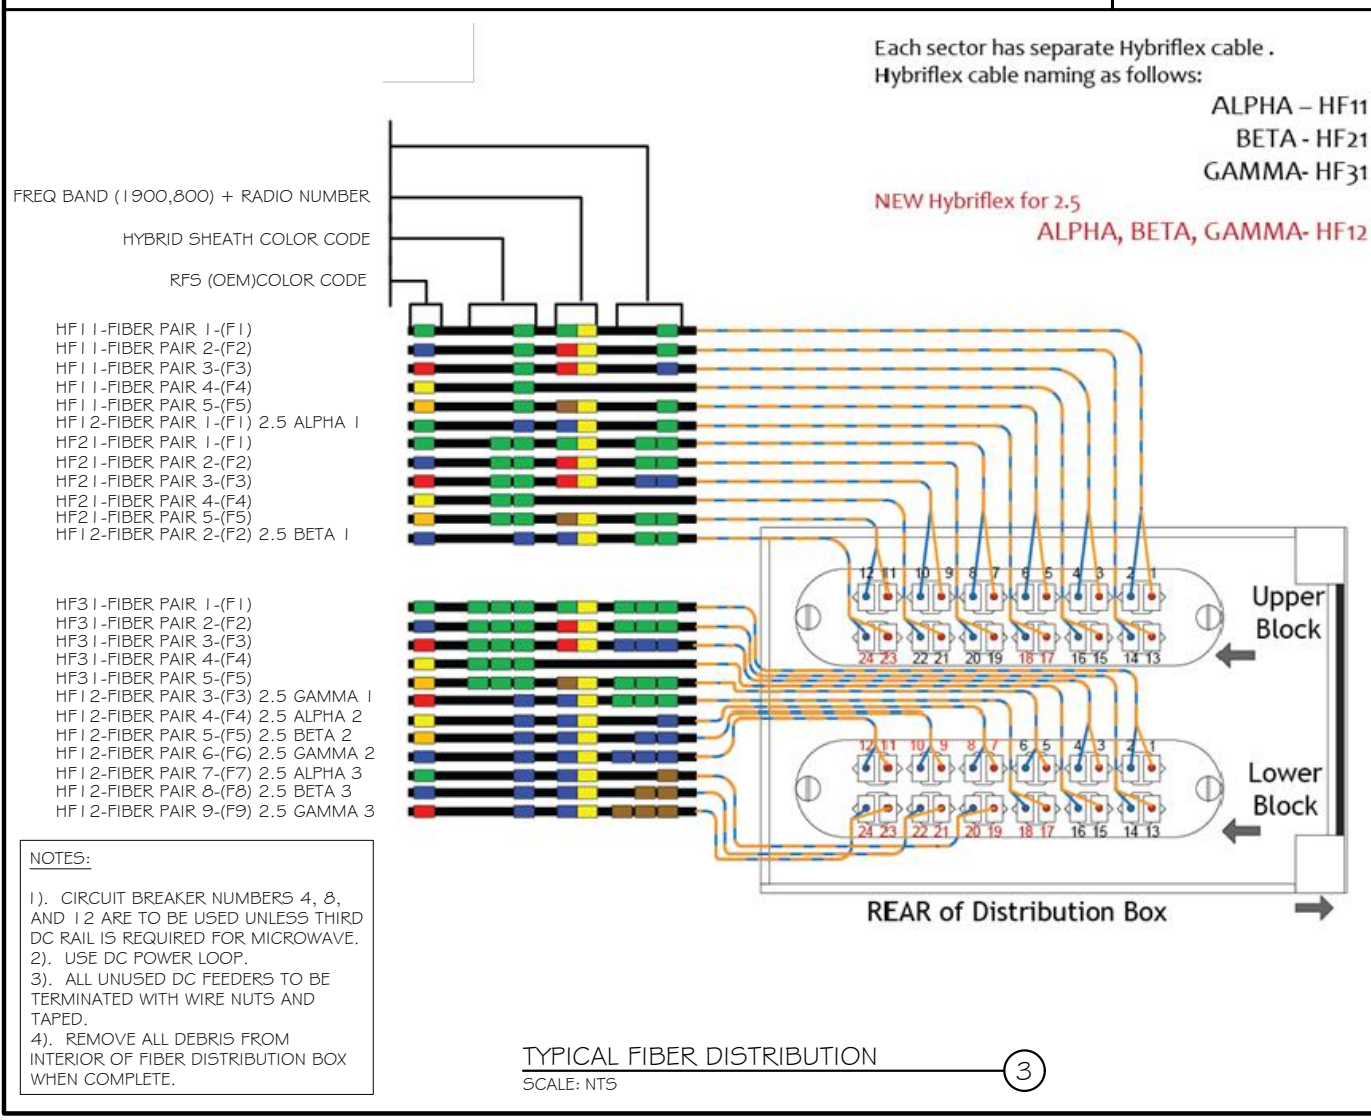 Each sector has separate Hybriflex cable .
Hybriflex cable naming as follows:
ALPHA – HF11
BETA - HF21
GAMMA- HF31
NEW Hybriflex for 2.5
ALPHA, BETA, GAMMA- HF12
FREQ BAND (1900,800) + RADIO NUMBER
HYBRID SHEATH COLOR CODE
RFS (OEM)COLOR CODE
HF11-FIBER PAIR 1-(F1)
HF11-FIBER PAIR 2-(F2)
HF11-FIBER PAIR 3-(F3)
HF11-FIBER PAIR 4-(F4)
HF11-FIBER PAIR 5-(F5)
HF12-FIBER PAIR 1-(F1) 2.5 ALPHA 1
HF21-FIBER PAIR 1-(F1)
HF21-FIBER PAIR 2-(F2)
HF21-FIBER PAIR 3-(F3)
HF21-FIBER PAIR 4-(F4)
HF21-FIBER PAIR 5-(F5)
HF12-FIBER PAIR 2-(F2) 2.5 BETA 1
HF31-FIBER PAIR 1-(F1)
HF31-FIBER PAIR 2-(F2)
HF31-FIBER PAIR 3-(F3)
HF31-FIBER PAIR 4-(F4)
HF31-FIBER PAIR 5-(F5)
HF12-FIBER PAIR 3-(F3) 2.5 GAMMA 1
HF12-FIBER PAIR 4-(F4) 2.5 ALPHA 2
HF12-FIBER PAIR 5-(F5) 2.5 BETA 2
HF12-FIBER PAIR 6-(F6) 2.5 GAMMA 2
HF12-FIBER PAIR 7-(F7) 2.5 ALPHA 3
HF12-FIBER PAIR 8-(F8) 2.5 BETA 3
HF12-FIBER PAIR 9-(F9) 2.5 GAMMA 3
12 11 10 9 8 7 6 5 4 3 2 1
Upper
Block
24 23 22 21 20 19 18 17 16 15 14 13
12 11 10 9 8 7 6 5 4 3 2 1
Lower
Block
24 23 22 21 20 19 18 17 16 15 14 13
REAR of Distribution Box
NOTES:
1). CIRCUIT BREAKER NUMBERS 4, 8,
AND 12 ARE TO BE USED UNLESS THIRD
DC RAIL IS REQUIRED FOR MICROWAVE.
2). USE DC POWER LOOP.
3). ALL UNUSED DC FEEDERS TO BE
TERMINATED WITH WIRE NUTS AND
TAPED.
4). REMOVE ALL DEBRIS FROM
INTERIOR OF FIBER DISTRIBUTION BOX
WHEN COMPLETE.
TYPICAL FIBER DISTRIBUTION
SCALE: NTS
3